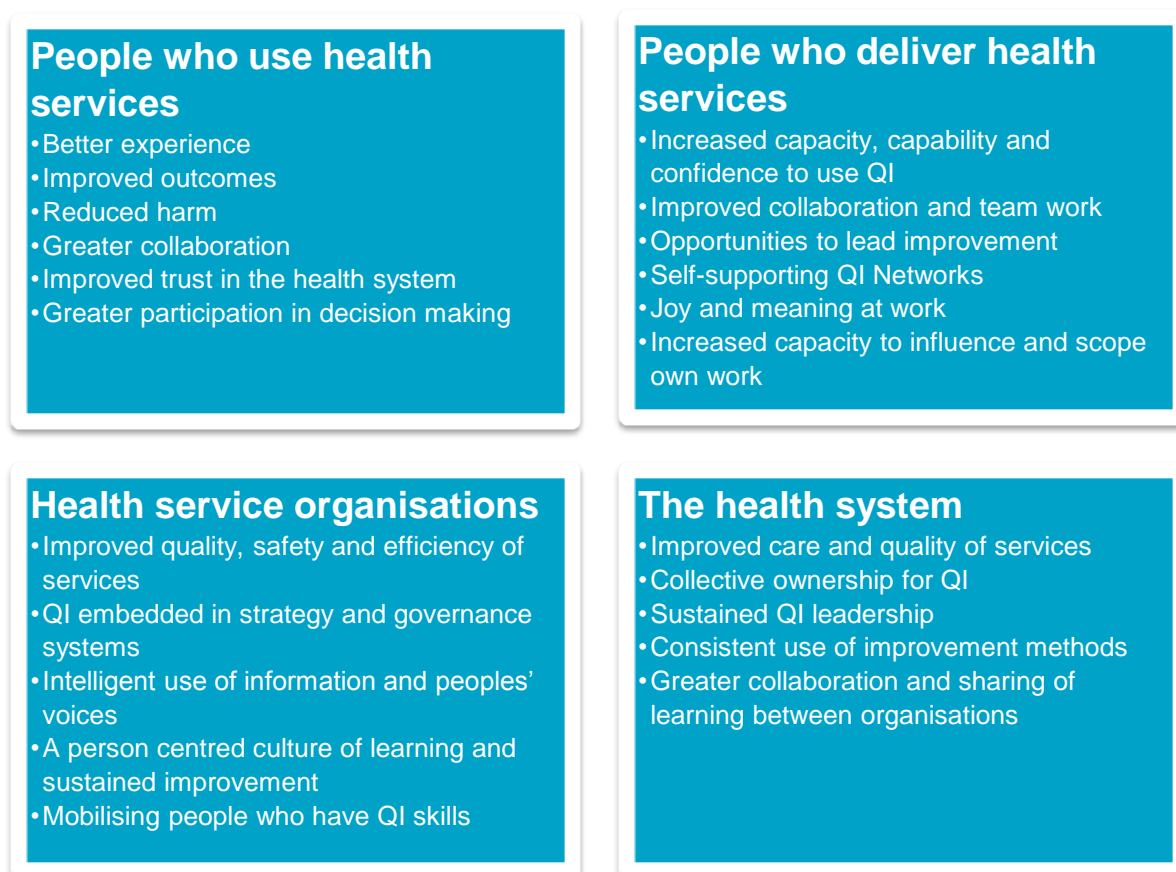 People who use health
services
•Better experience
•Improved outcomes
•Reduced harm
•Greater collaboration
•Improved trust in the health system
•Greater participation in decision making
People who deliver health
services
•Increased capacity, capability and
confidence to use QI
•Improved collaboration and team work
•Opportunities to lead improvement
•Self-supporting QI Networks
•Joy and meaning at work
•Increased capacity to influence and scope
own work
Health service organisations
•Improved quality, safety and efficiency of
services
•QI embedded in strategy and governance
systems
•Intelligent use of information and peoples’
voices
•A person centred culture of learning and
sustained improvement
•Mobilising people who have QI skills
The health system
•Improved care and quality of services
•Collective ownership for QI
•Sustained QI leadership
•Consistent use of improvement methods
•Greater collaboration and sharing of
learning between organisations